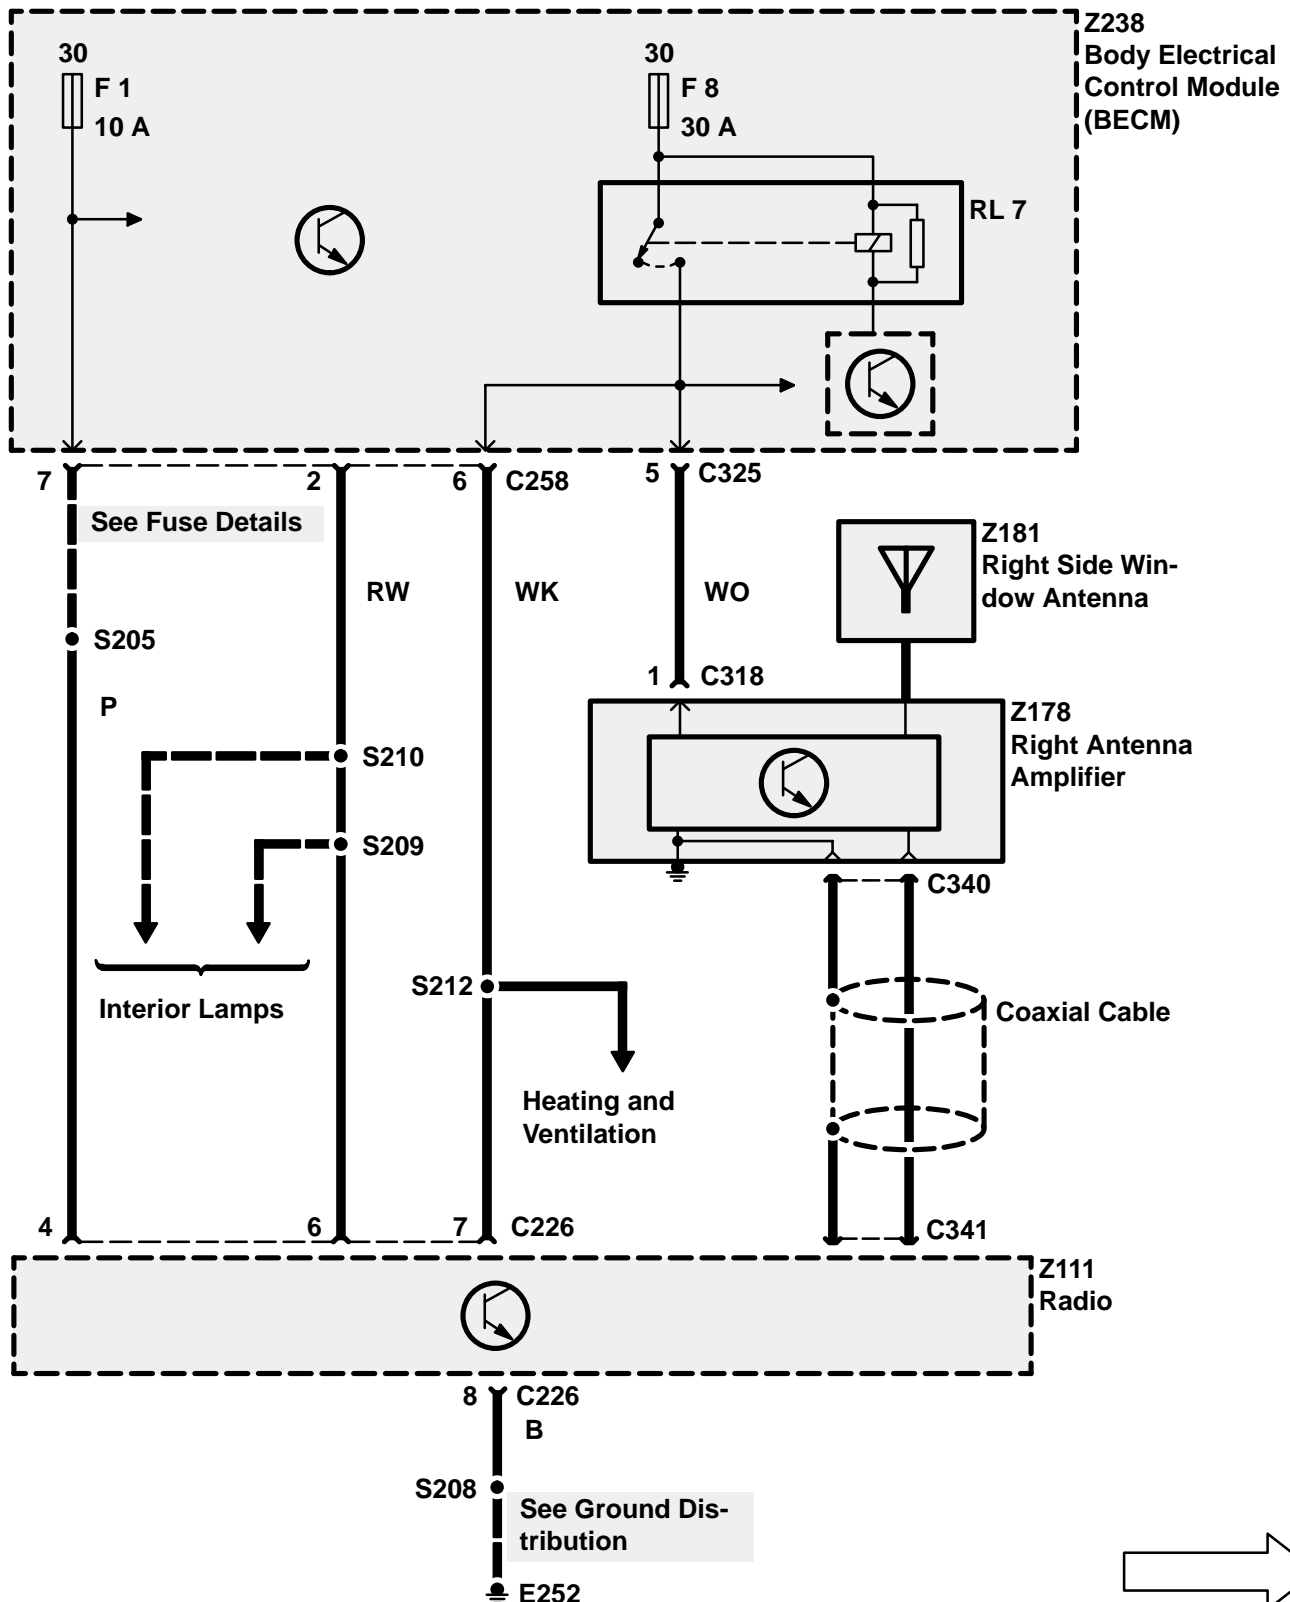 Z238
Body Electrical
Control Module
(BECM)
30
F 1
10 A
30
F 8
30 A
RL 7
7
2
6
C258
5
C325
See Fuse Details
Z181
Right Side Win-
dow Antenna
RW
WK
WO
S205
1
C318
P
Z178
Right Antenna
Amplifier
S210
S209
C340
S212
Interior Lamps
Coaxial Cable
Heating and
Ventilation
4
6
7
C226
C341
Z111
Radio
8
C226
B
S208
See Ground Dis-
tribution
E252